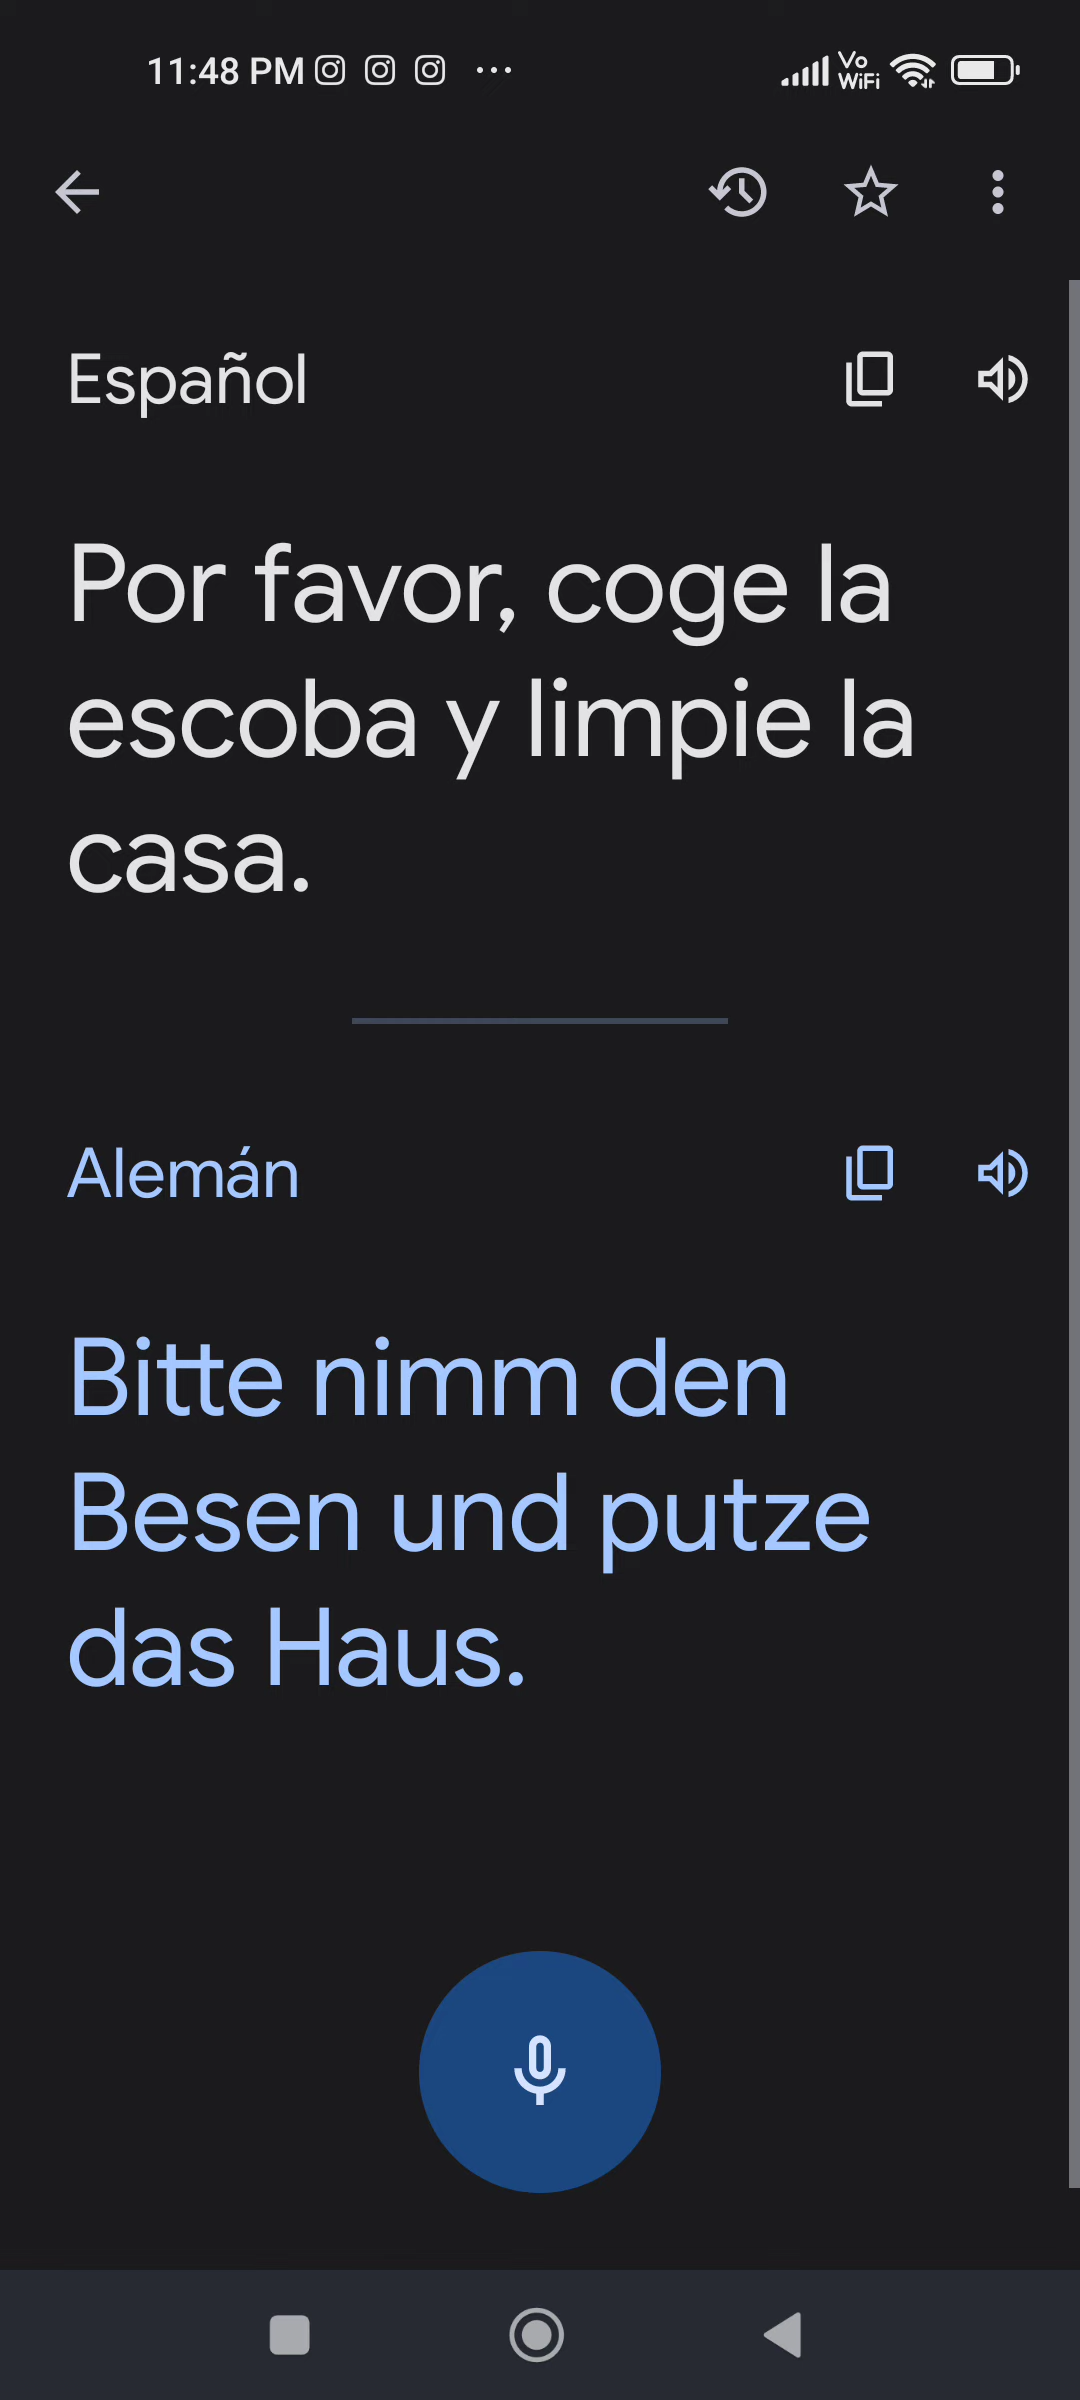 11:48 PM
Vo
WiFi
Español
Por favor, coge la
escoba y limpie la
casa.
Alemán
Bitte nimm den
Besen und putze
das Haus.